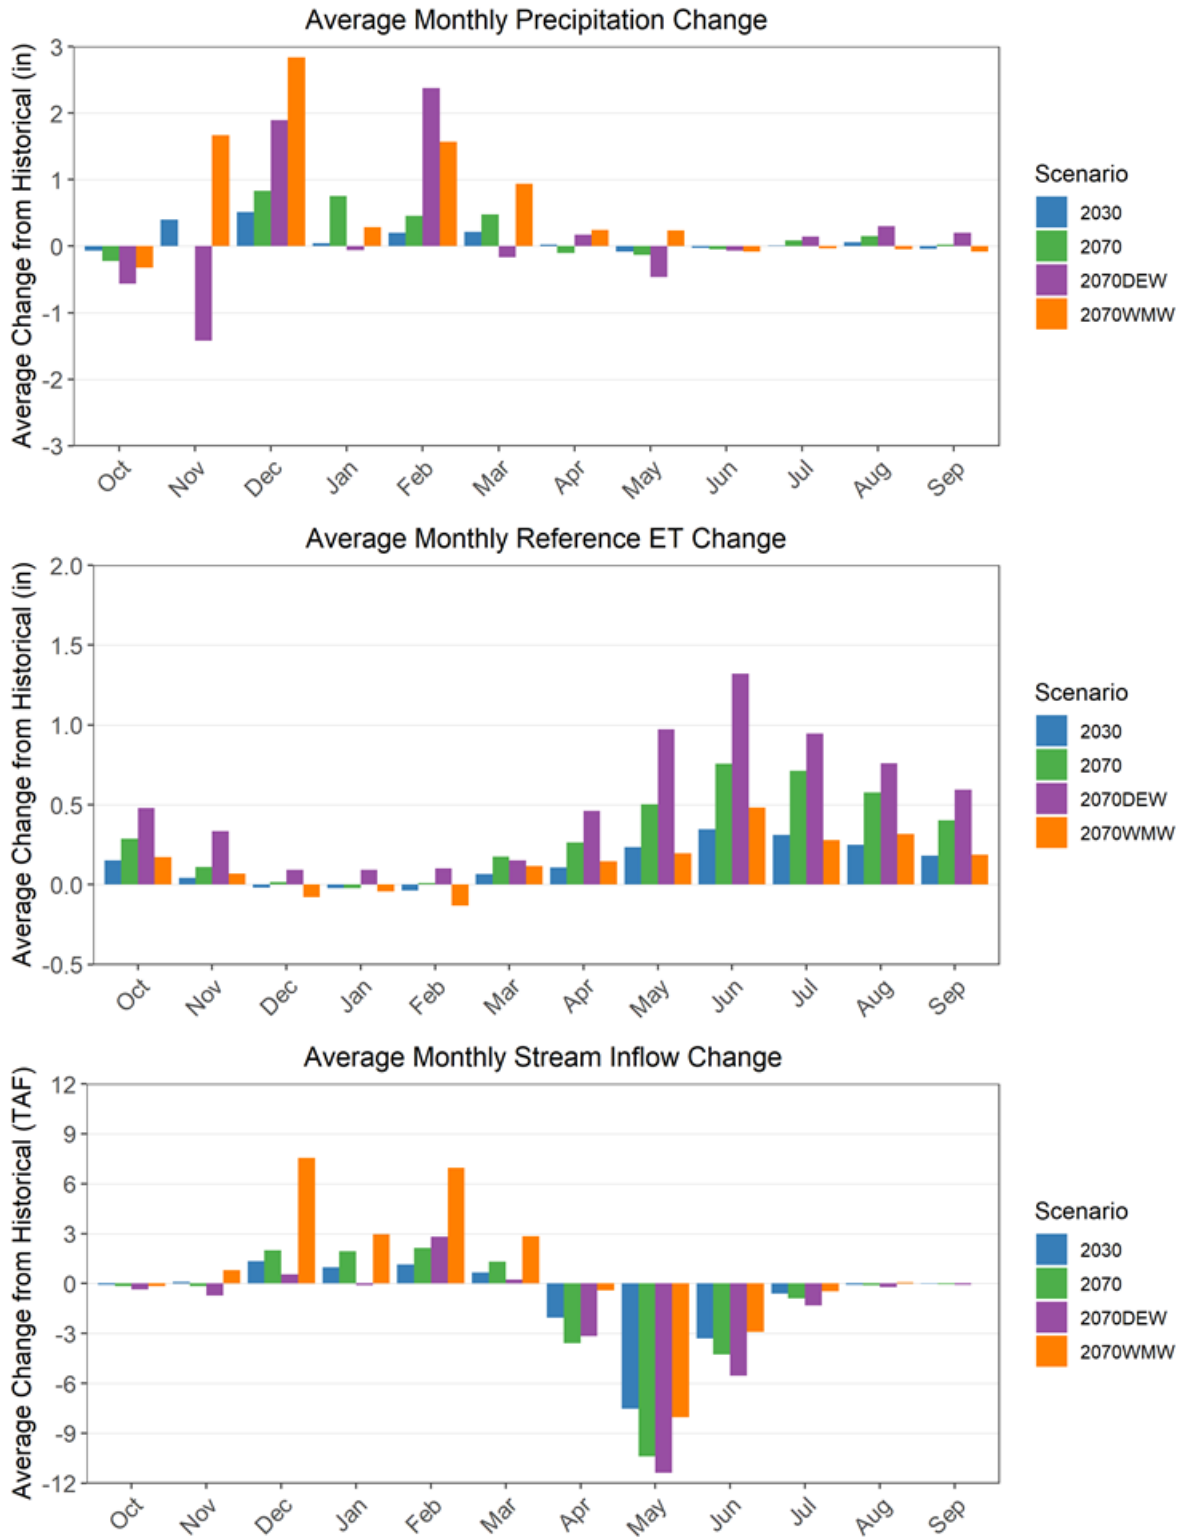 Average Monthly Precipitation Change
Average Change from Historical (in)
3
2
1
0
-1
-2
-3
Oct
Nov
Dec
Jan
Feb
Mar
Apr
May
Jun
Jul
Aug
Sep
Scenario
2030
2070
2070DEW
2070WMW
Average Monthly Reference ET Change
Average Change from Historical (in)
2.0
1.5
1.0
0.5
0.0
-0.5
Oct
Nov
Dec
Jan
Feb
Mar
Apr
May
Jun
Jul
Aug
Sep
Scenario
2030
2070
2070DEW
2070WMW
Average Monthly Stream Inflow Change
Average Change from Historical (TAF)
12
9
6
3
0
-3
-6
-9
-12
Oct
Nov
Dec
Jan
Feb
Mar
Apr
May
Jun
Jul
Aug
Sep
Scenario
2030
2070
2070DEW
2070WMW